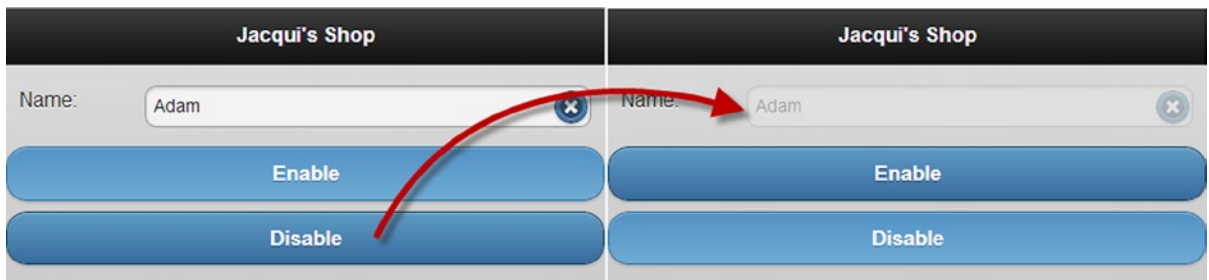 Jacqui's Shop
Name:
Adam
Enable
Disable
Jacqui's Shop
Name:
Adam
Enable
Disable